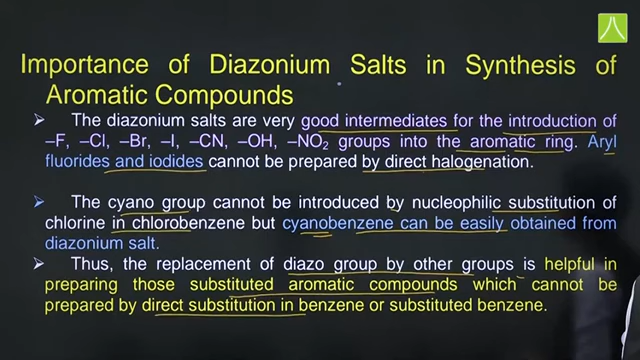 Importance of Diazonium Salts in Synthesis of
Aromatic Compounds
➤ The diazonium salts are very good intermediates for the introduction of
–F, –Cl, –Br, –I, –CN, –OH, –NO₂ groups into the aromatic ring. Aryl
fluorides and iodides cannot be prepared by direct halogenation.
➤ The cyano group cannot be introduced by nucleophilic substitution of
chlorine in chlorobenzene but cyanobenzene can be easily obtained from
diazonium salt.
➤ Thus, the replacement of diazo group by other groups is helpful in
preparing those substituted aromatic compounds which cannot be
prepared by direct substitution in benzene or substituted benzene.